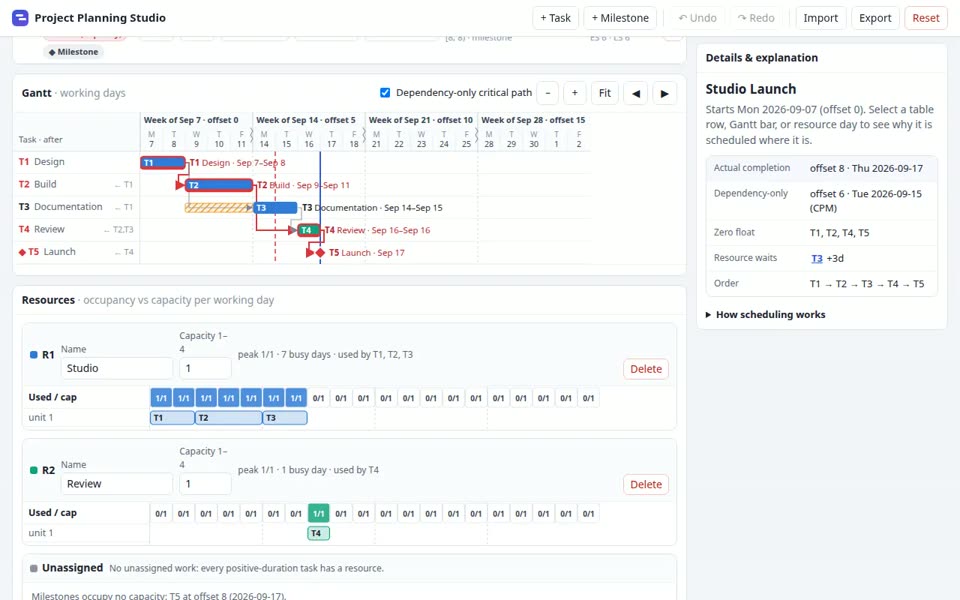 Project Planning Studio
+ Task
+ Milestone
Undo
Redo
Import
Export
Reset
[8, 8) · milestone
ES 6 · LS 6
◆ Milestone
Gantt · working days
Dependency-only critical path
-
+
Fit
◀
▶
Week of Sep 7 · offset 0
Week of Sep 14 · offset 5
Week of Sep 21 · offset 10
Week of Sep 28 · offset 15
Task · after
M T W T F M T W T F M T W T F M T W T F
7 8 9 10 11 14 15 16 17 18 21 22 23 24 25 28 29 30 1 2
T1 Design
T1
T1 Design · Sep 7–Sep 8
T2 Build
← T1
T2
T2 Build · Sep 9–Sep 11
T3 Documentation
← T1
T3
T3 Documentation · Sep 14–Sep 15
T4 Review
← T2,T3
T4
T4 Review · Sep 16–Sep 16
◆ T5 Launch
← T4
T5 Launch · Sep 17
Resources · occupancy vs capacity per working day
R1
Name
Studio
Capacity 1–
4
1
peak 1/1 · 7 busy days · used by T1, T2, T3
Delete
Used / cap
1/1 1/1 1/1 1/1 1/1 1/1 1/1 0/1 0/1 0/1 0/1 0/1 0/1 0/1 0/1 0/1 0/1 0/1 0/1 0/1
unit 1
T1
T2
T3
R2
Name
Review
Capacity 1–
4
1
peak 1/1 · 1 busy day · used by T4
Delete
Used / cap
0/1 0/1 0/1 0/1 0/1 0/1 0/1 1/1 0/1 0/1 0/1 0/1 0/1 0/1 0/1 0/1 0/1 0/1 0/1 0/1
unit 1
T4
Unassigned
No unassigned work: every positive-duration task has a resource.
Milestones occupy no capacity: T5 at offset 8 (2026-09-17).
Details & explanation
Studio Launch
Starts Mon 2026-09-07 (offset 0). Select a table
row, Gantt bar, or resource day to see why it is
scheduled where it is.
Actual completion
offset 8 · Thu 2026-09-17
Dependency-only
offset 6 · Tue 2026-09-15
(CPM)
Zero float
T1, T2, T4, T5
Resource waits
T3 +3d
Order
T1 → T2 → T3 → T4 → T5
How scheduling works